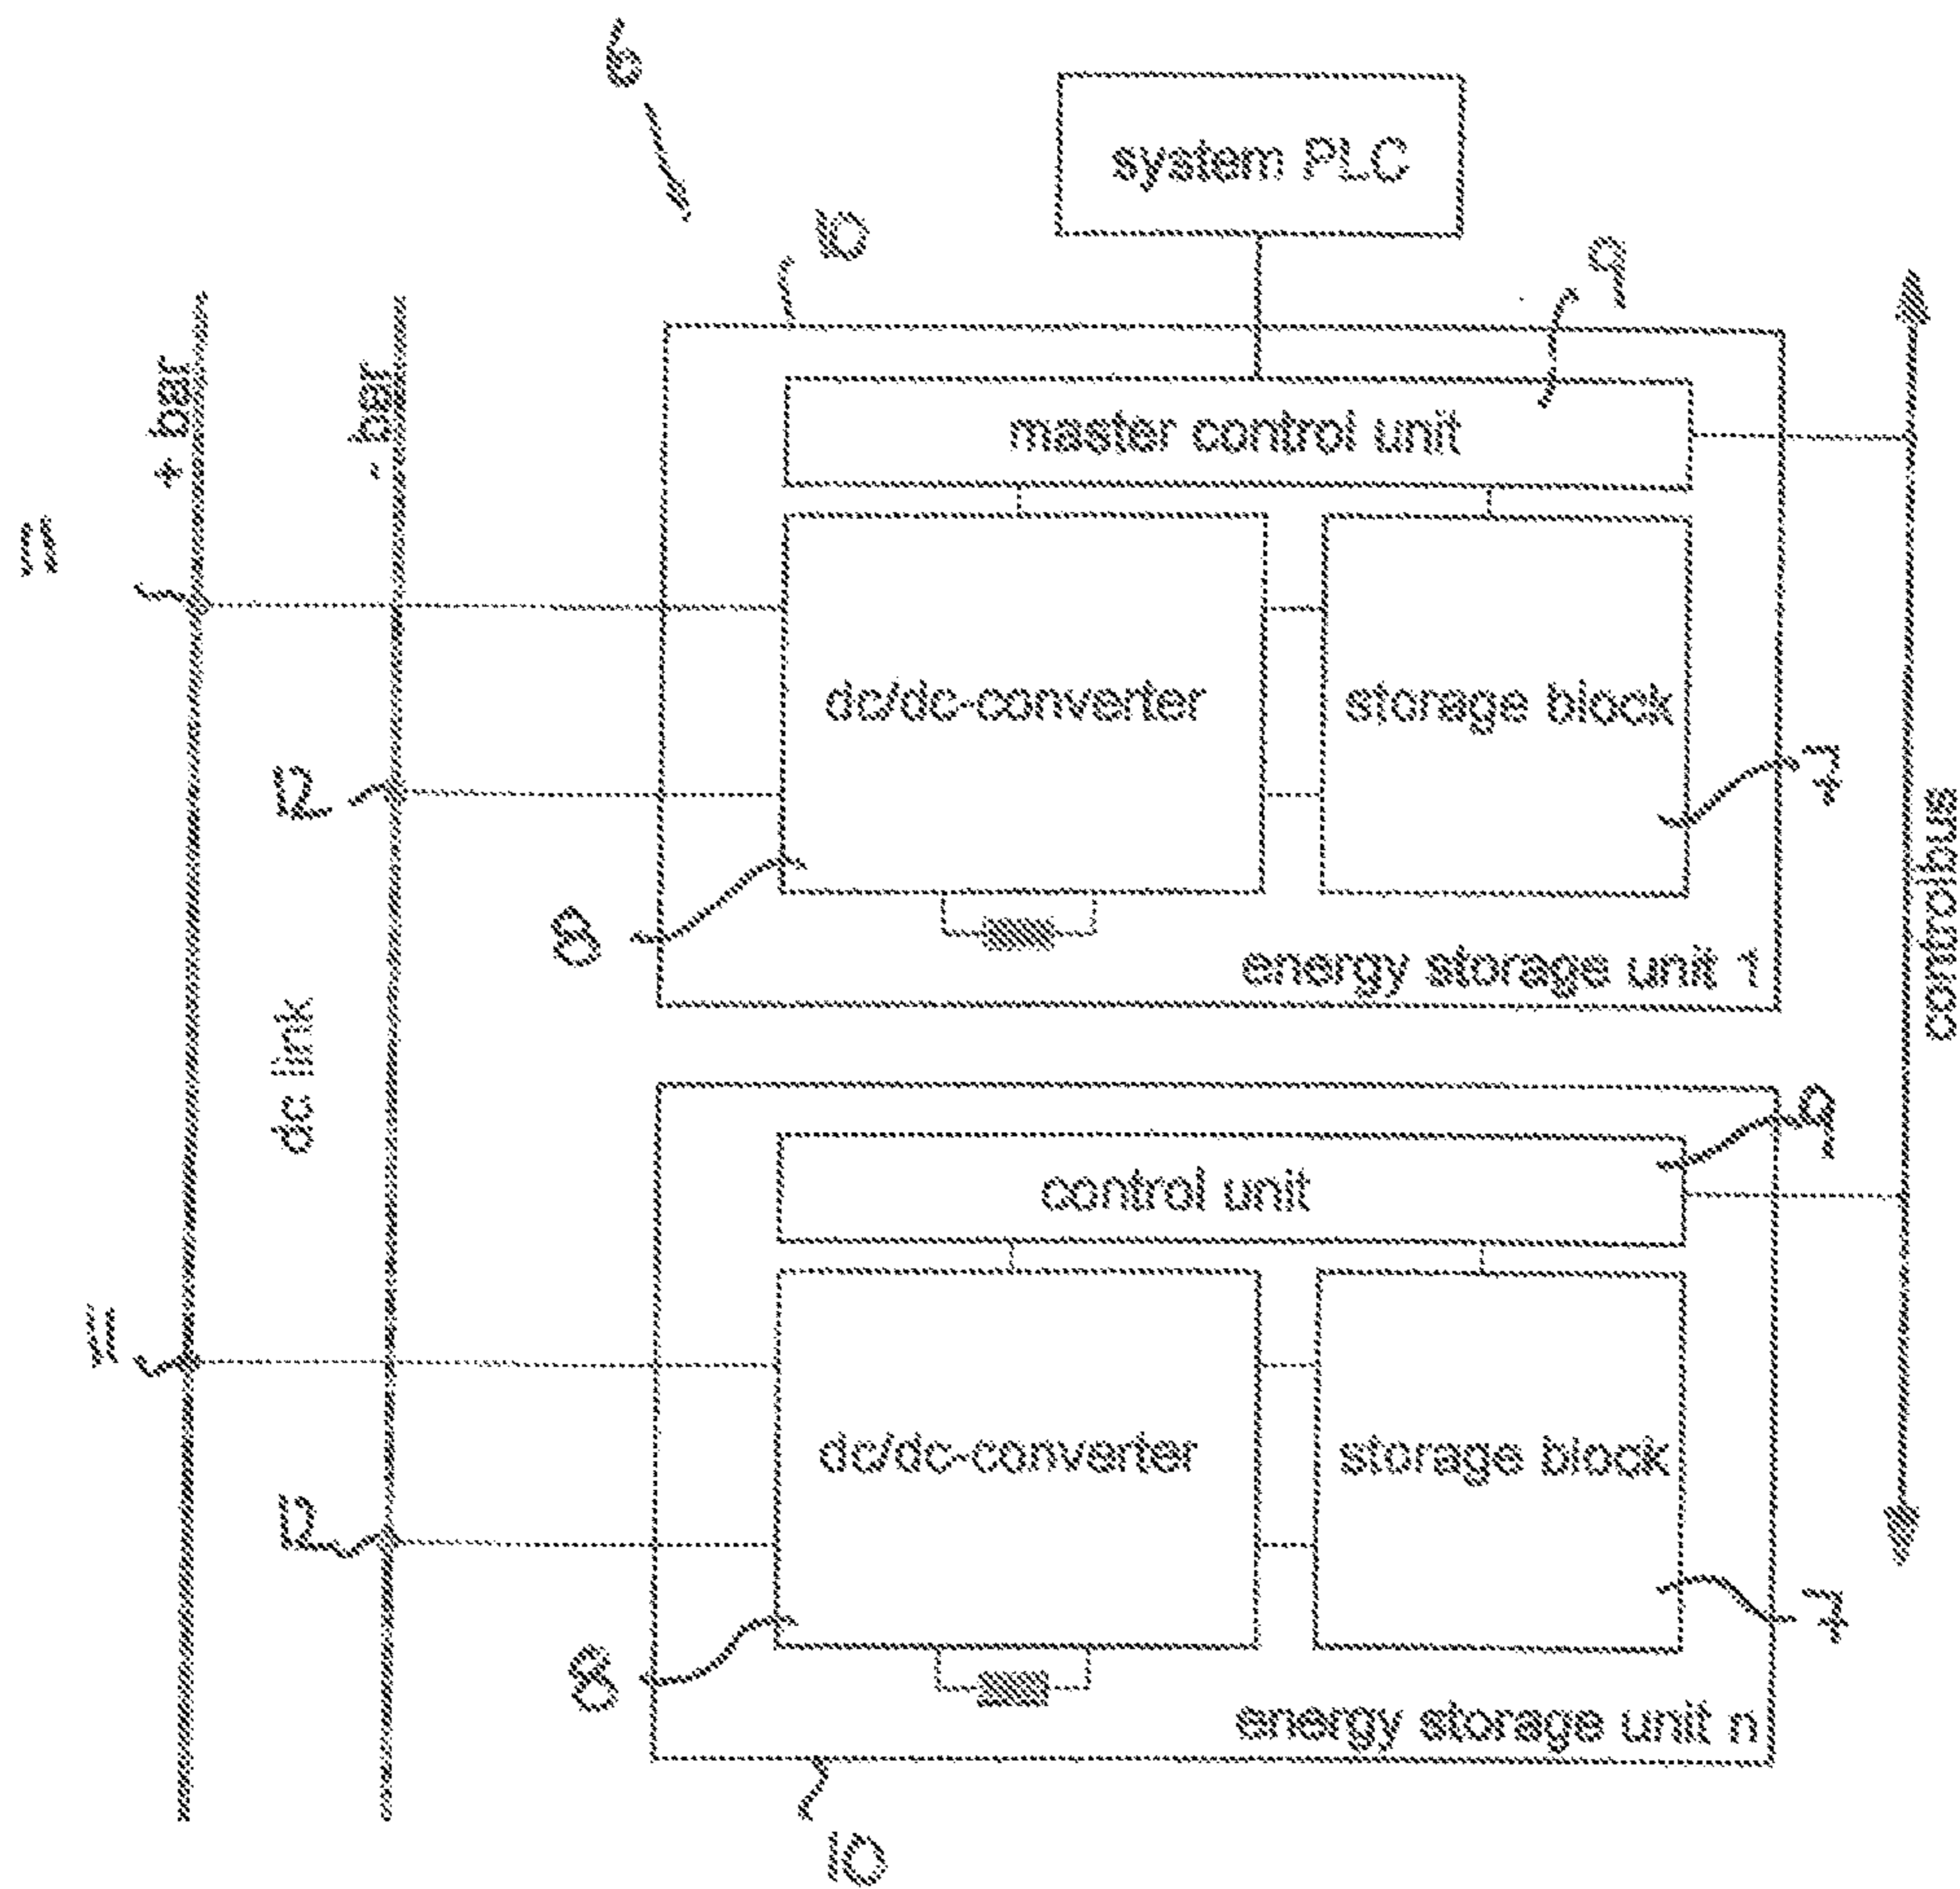 6
system PLC
10
9
+ bar
- bar
master control unit
11
dc/dc-converter
storage block
7
12
controlbus
8
energy storage unit 1
dc link
9
control unit
11
dc/dc-converter
storage block
12
7
8
energy storage unit n
10